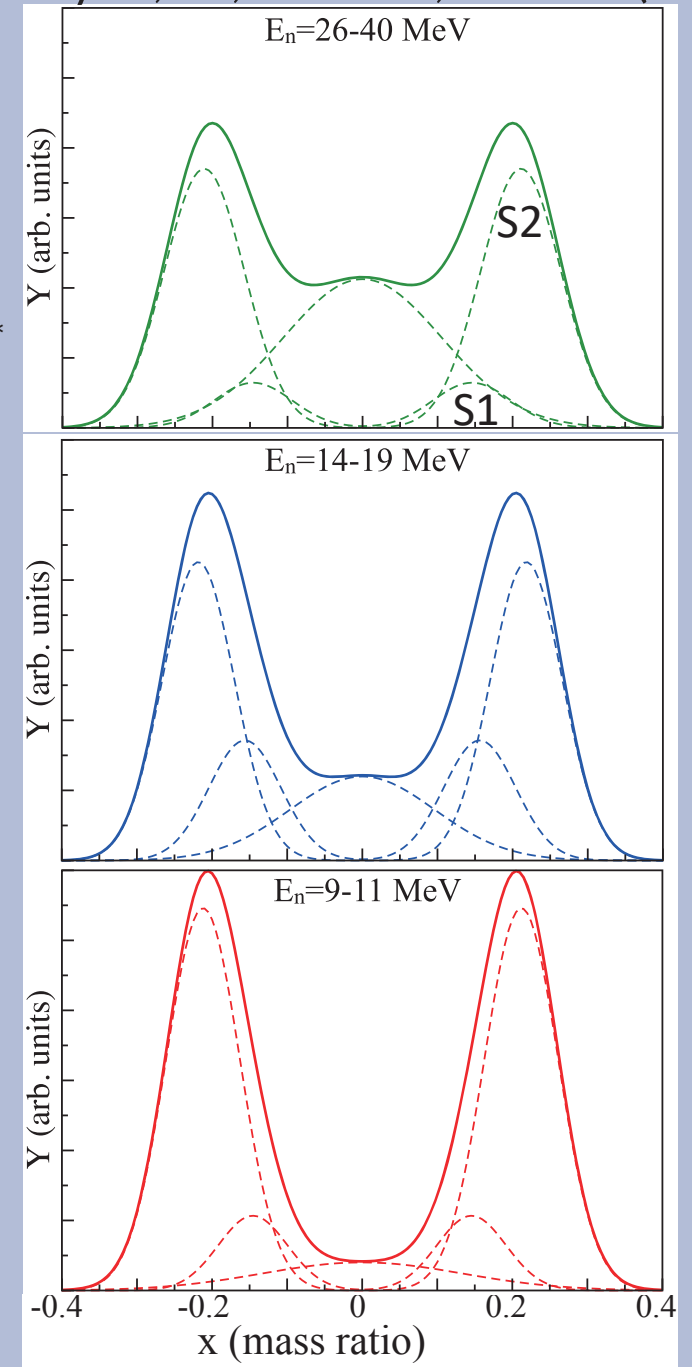 Eₙ=26-40 MeV
Y (arb. units)
S2
S1
Eₙ=14-19 MeV
Y (arb. units)
Eₙ=9-11 MeV
Y (arb. units)
-0.4 -0.2 0 0.2 0.4
x (mass ratio)